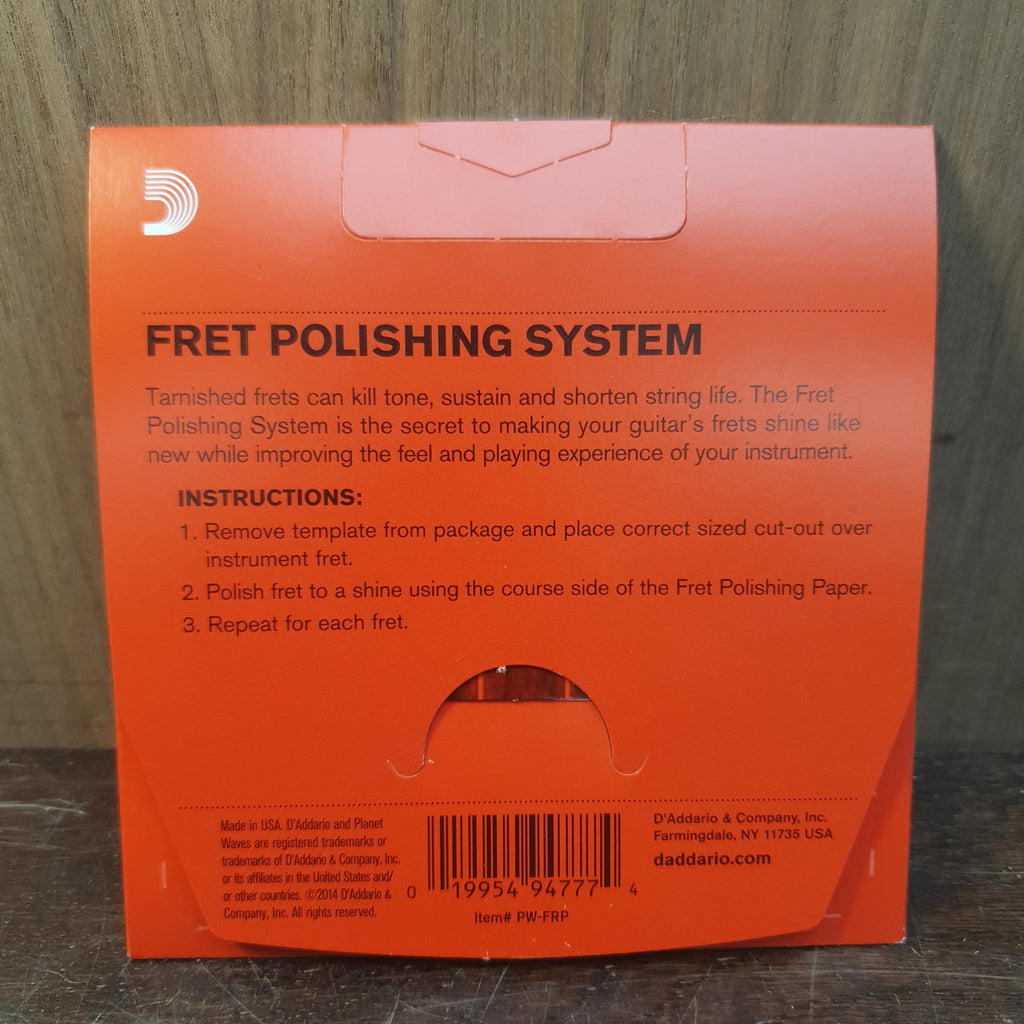 FRET POLISHING SYSTEM
Tarnished frets can kill tone, sustain and shorten string life. The Fret
Polishing System is the secret to making your guitar's frets shine like
new while improving the feel and playing experience of your instrument.
INSTRUCTIONS:
1. Remove template from package and place correct sized cut-out over
instrument fret.
2. Polish fret to a shine using the course side of the Fret Polishing Paper.
3. Repeat for each fret.
Made in USA. D'Addario and Planet
Waves are registered trademarks or
trademarks of D'Addario & Company, Inc.
or its affiliates in the United States and/
or other countries. ©2014 D'Addario &
Company, Inc. All rights reserved.
0 19954 94777 4
Item# PW-FRP
D'Addario & Company, Inc.
Farmingdale, NY 11735 USA
daddario.com